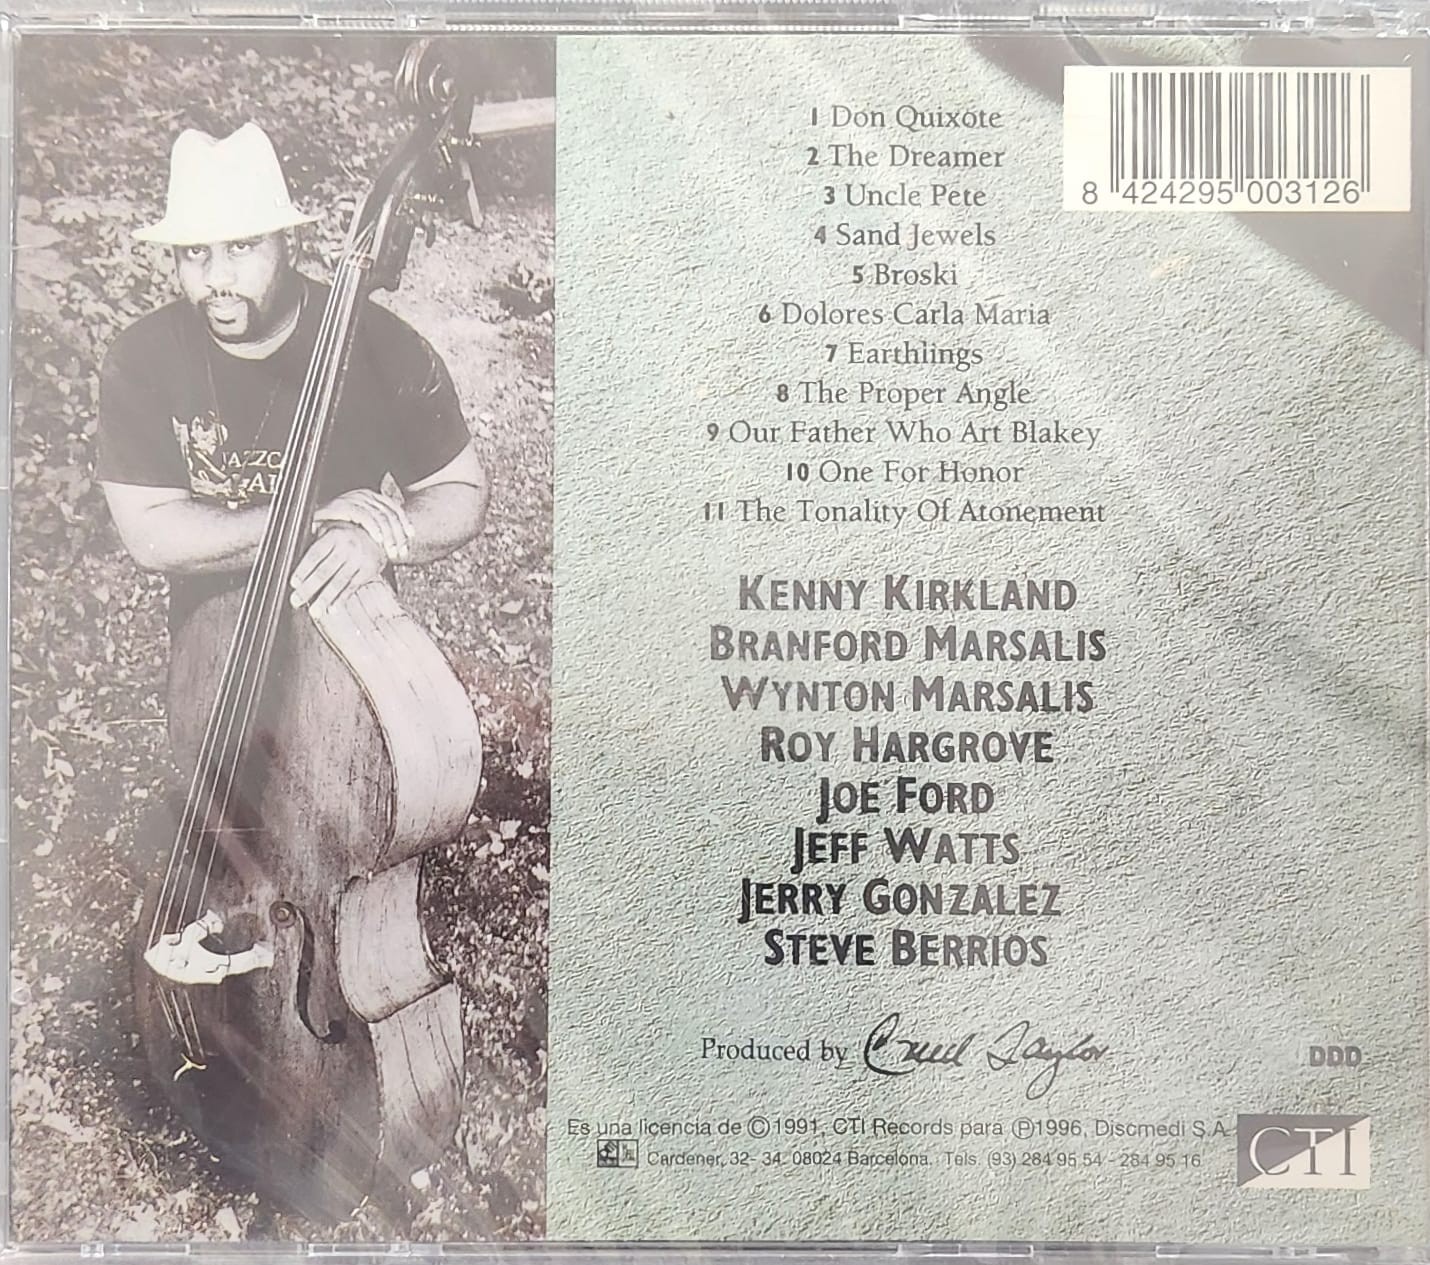 1 Don Quixote
2 The Dreamer
3 Uncle Pete
4 Sand Jewels
5 Broski
6 Dolores Carla Maria
7 Earthlings
8 The Proper Angle
9 Our Father Who Art Blakey
10 One For Honor
11 The Tonality Of Atonement
8 424295 003126
KENNY KIRKLAND
BRANFORD MARSALIS
WYNTON MARSALIS
ROY HARGROVE
JOE FORD
JEFF WATTS
JERRY GONZALEZ
STEVE BERRIOS
Produced by Creed Taylor
DDD
Es una licencia de ©1991, CTI Records para ℗1996, Discmedi S.A.
Cardener, 32- 34. 08024 Barcelona. Tels. (93) 284 95 54 - 284 95 16
CTI